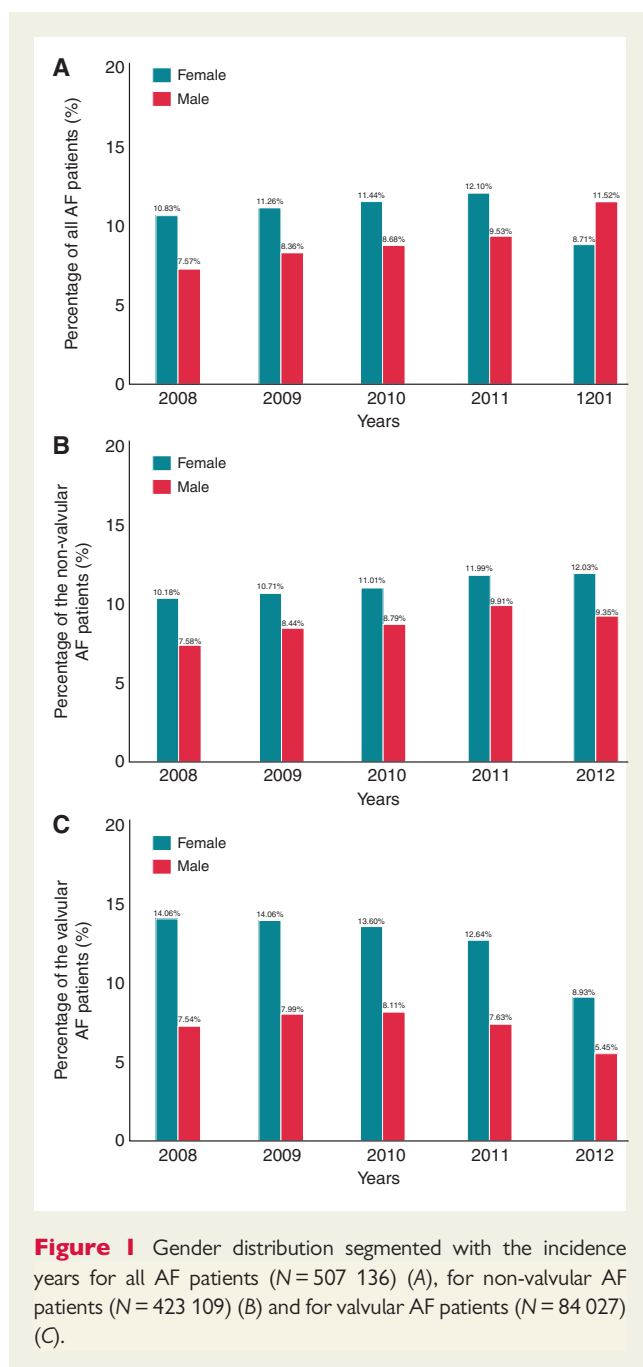 A
Percentage of all AF patients (%)
20
15
10
5
0
Female
Male
10.83%
7.57%
11.26%
8.36%
11.44%
8.68%
12.10%
9.53%
8.71%
11.52%
2008
2009
2010
2011
1201
Years
B
Percentage of the non-valvular
AF patients (%)
20
15
10
5
0
Female
Male
10.18%
7.58%
10.71%
8.44%
11.01%
8.79%
11.99%
9.91%
12.03%
9.35%
2008
2009
2010
2011
2012
Years
C
Percentage of the valvular
AF patients (%)
20
15
10
5
0
Female
Male
14.06%
7.54%
14.06%
7.99%
13.60%
8.11%
12.64%
7.63%
8.93%
5.45%
2008
2009
2010
2011
2012
Years
Figure 1 Gender distribution segmented with the incidence
years for all AF patients (N = 507 136) (A), for non-valvular AF
patients (N = 423 109) (B) and for valvular AF patients (N = 84 027)
(C).